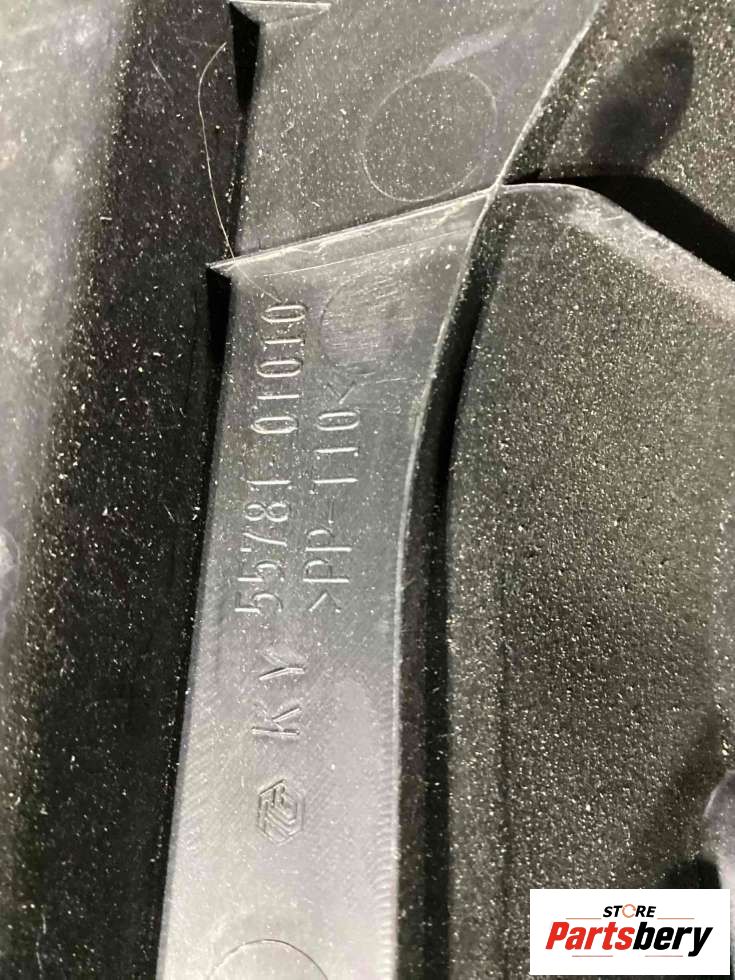 KY 55781-01010
>PP-T10<
STORE
Partsbery